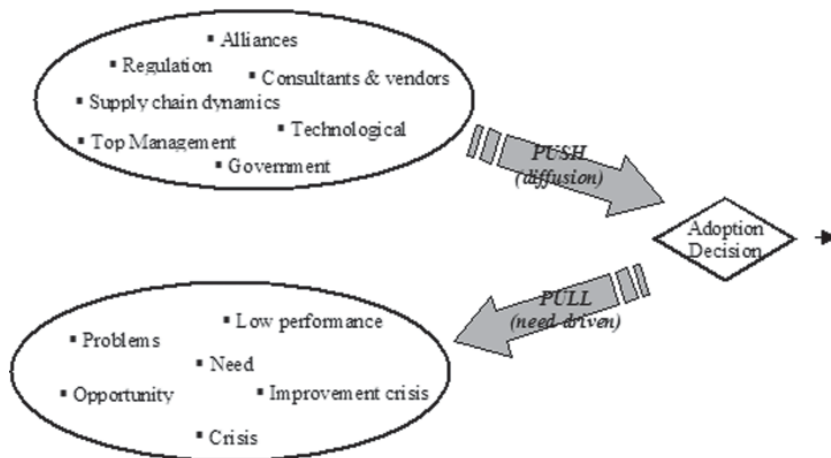 ▪ Alliances
▪ Regulation
▪ Consultants & vendors
▪ Supply chain dynamics
▪ Technological
▪ Top Management
▪ Government
PUSH
(diffusion)
Adoption
Decision
PULL
(need driven)
▪ Low performance
▪ Problems
▪ Need
▪ Opportunity
▪ Improvement crisis
▪ Crisis